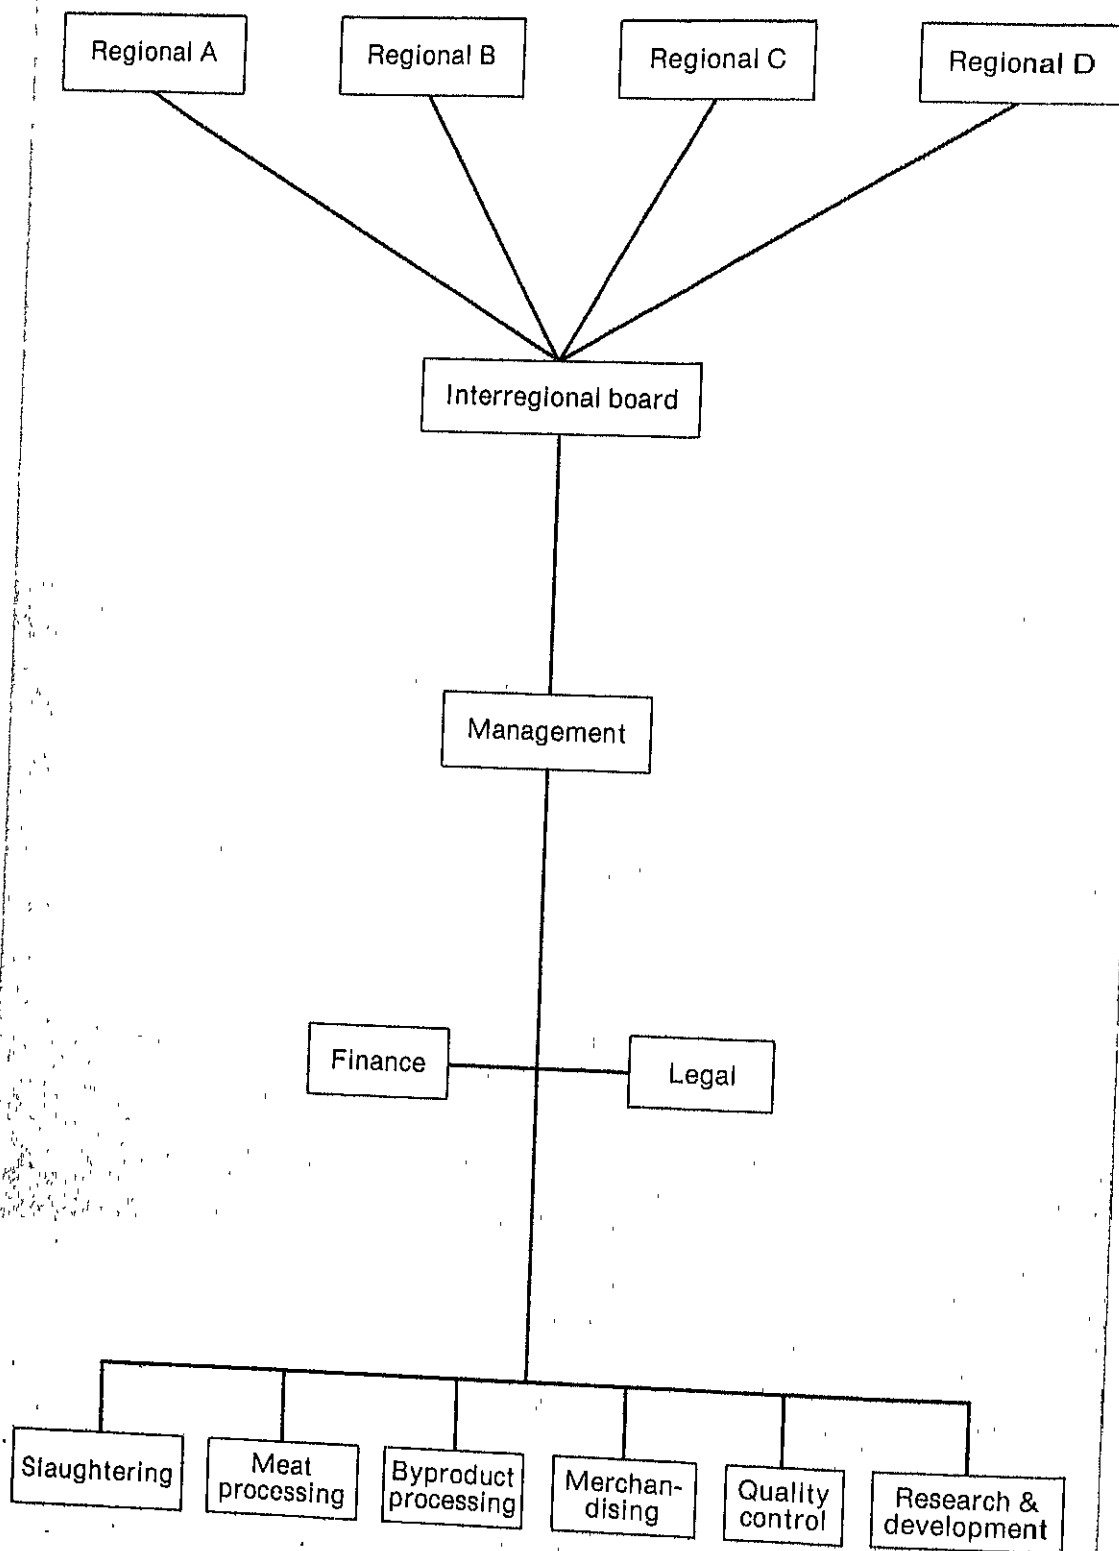 Regional A
Regional B
Regional C
Regional D
Interregional board
Management
Finance
Legal
Slaughtering
Meat
processing
Byproduct
processing
Merchan-
dising
Quality
control
Research &
development